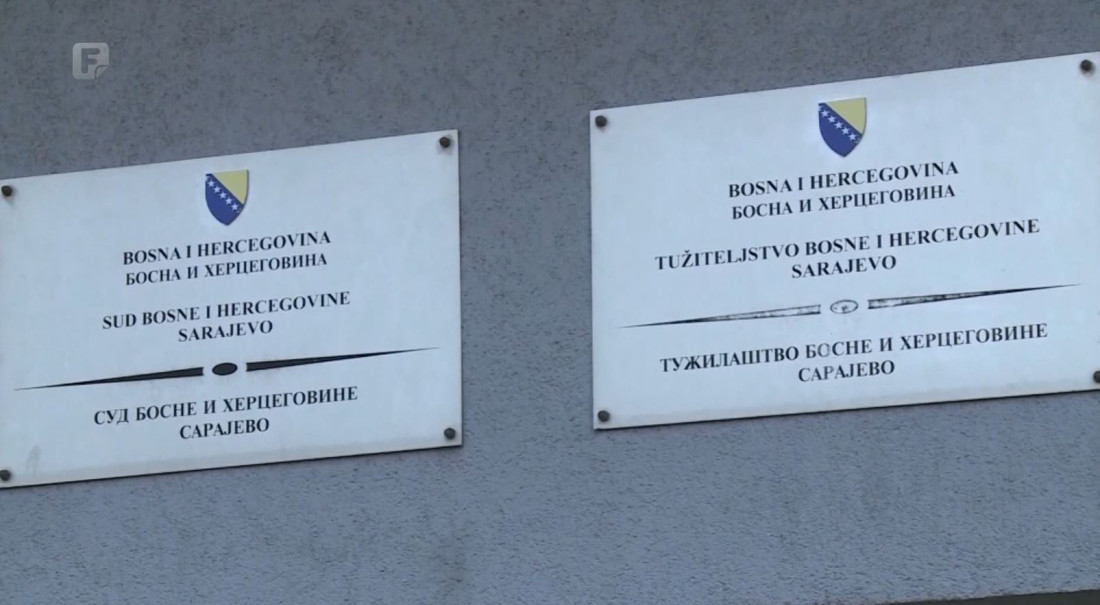 F
BOSNA I HERCEGOVINA
БОСНА И ХЕРЦЕГОВИНА
SUD BOSNE I HERCEGOVINE
SARAJEVO
СУД БОСНЕ И ХЕРЦЕГОВИНЕ
САРАЈЕВО
BOSNA I HERCEGOVINA
БОСНА И ХЕРЦЕГОВИНА
TUŽITELJSTVO BOSNE I HERCEGOVINE
SARAJEVO
ТУЖИЛАШТВО БОСНЕ И ХЕРЦЕГОВИНЕ
САРАЈЕВО